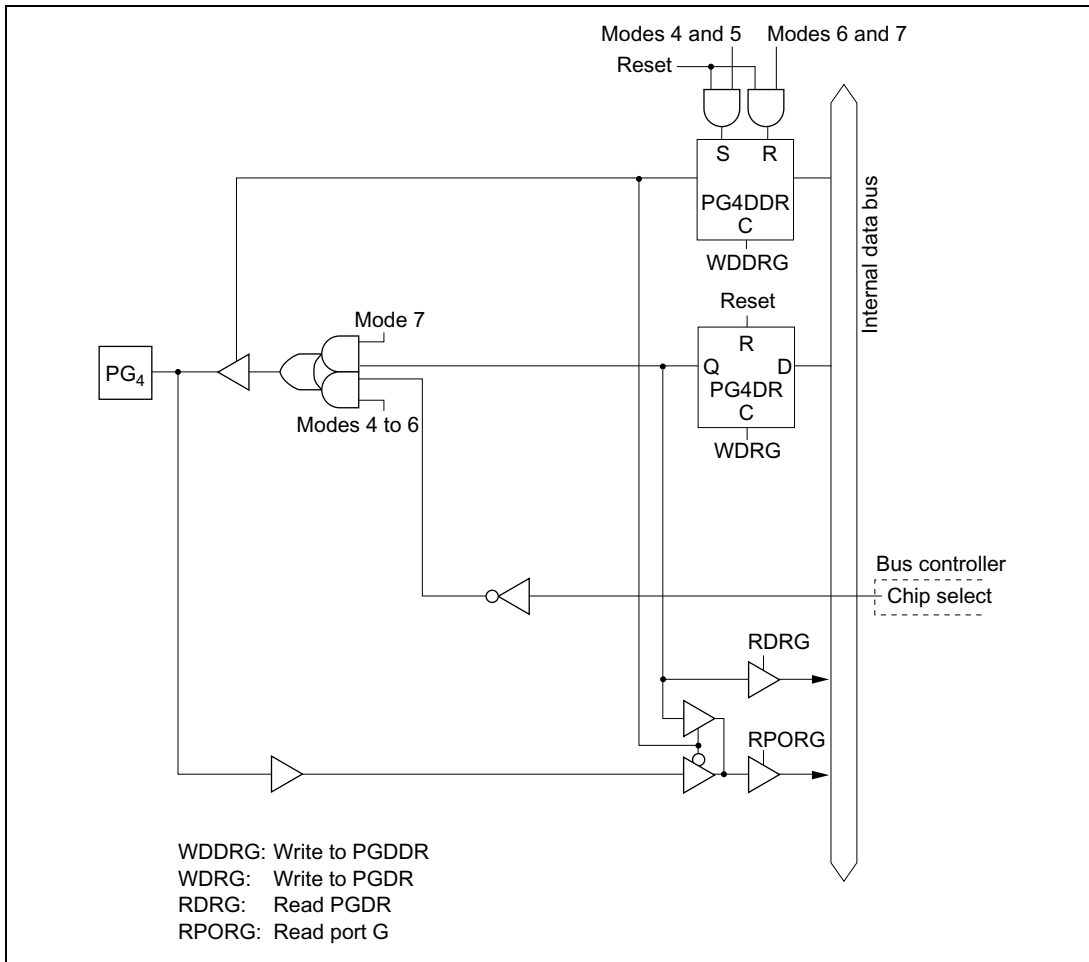 Modes 4 and 5
Modes 6 and 7
Reset
S R
PG4DDR
C
WDDRG
Internal data bus
Reset
Mode 7
R
Q D
PG4DR
C
WDRG
PG4
Modes 4 to 6
Bus controller
Chip select
RDRG
RPORG
WDDRG: Write to PGDDR
WDRG: Write to PGDR
RDRG: Read PGDR
RPORG: Read port G